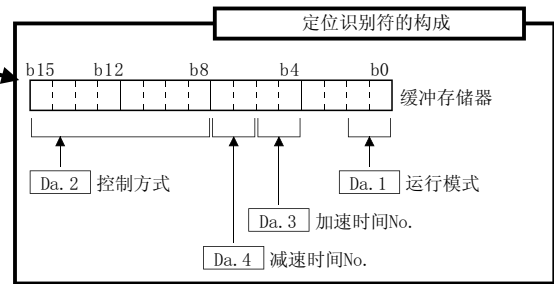 定位识别符的构成
b15 b12 b8 b4 b0
缓冲存储器
Da. 2 控制方式 Da. 1 运行模式
Da. 3 加速时间No.
Da. 4 减速时间No.